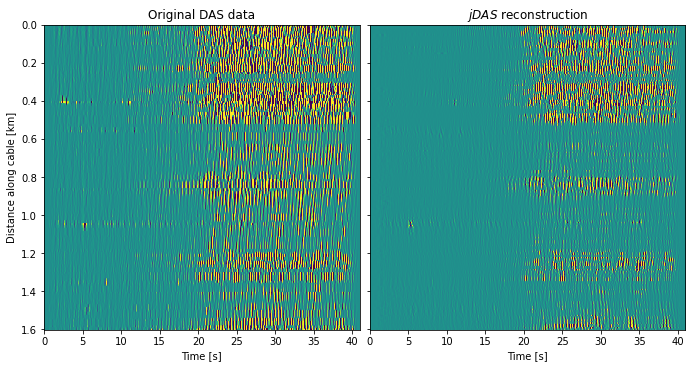 Original DAS data
jDAS reconstruction
Distance along cable [km]
0.0
0.2
0.4
0.6
0.8
1.0
1.2
1.4
1.6
0 5 10 15 20 25 30 35 40
0 5 10 15 20 25 30 35 40
Time [s]
Time [s]